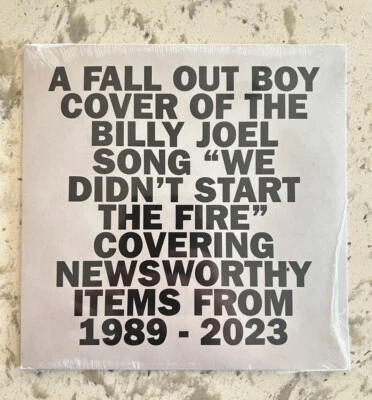 A FALL OUT BOY
COVER OF THE
BILLY JOEL
SONG “WE
DIDN’T START
THE FIRE”
COVERING
NEWSWORTHY
ITEMS FROM
1989 - 2023